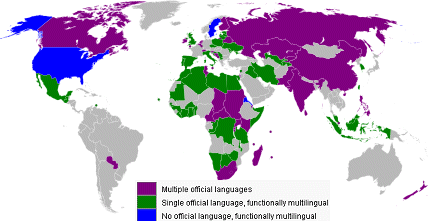 Multiple official languages
Single official language, functionally multilingual
No official language, functionally multilingual